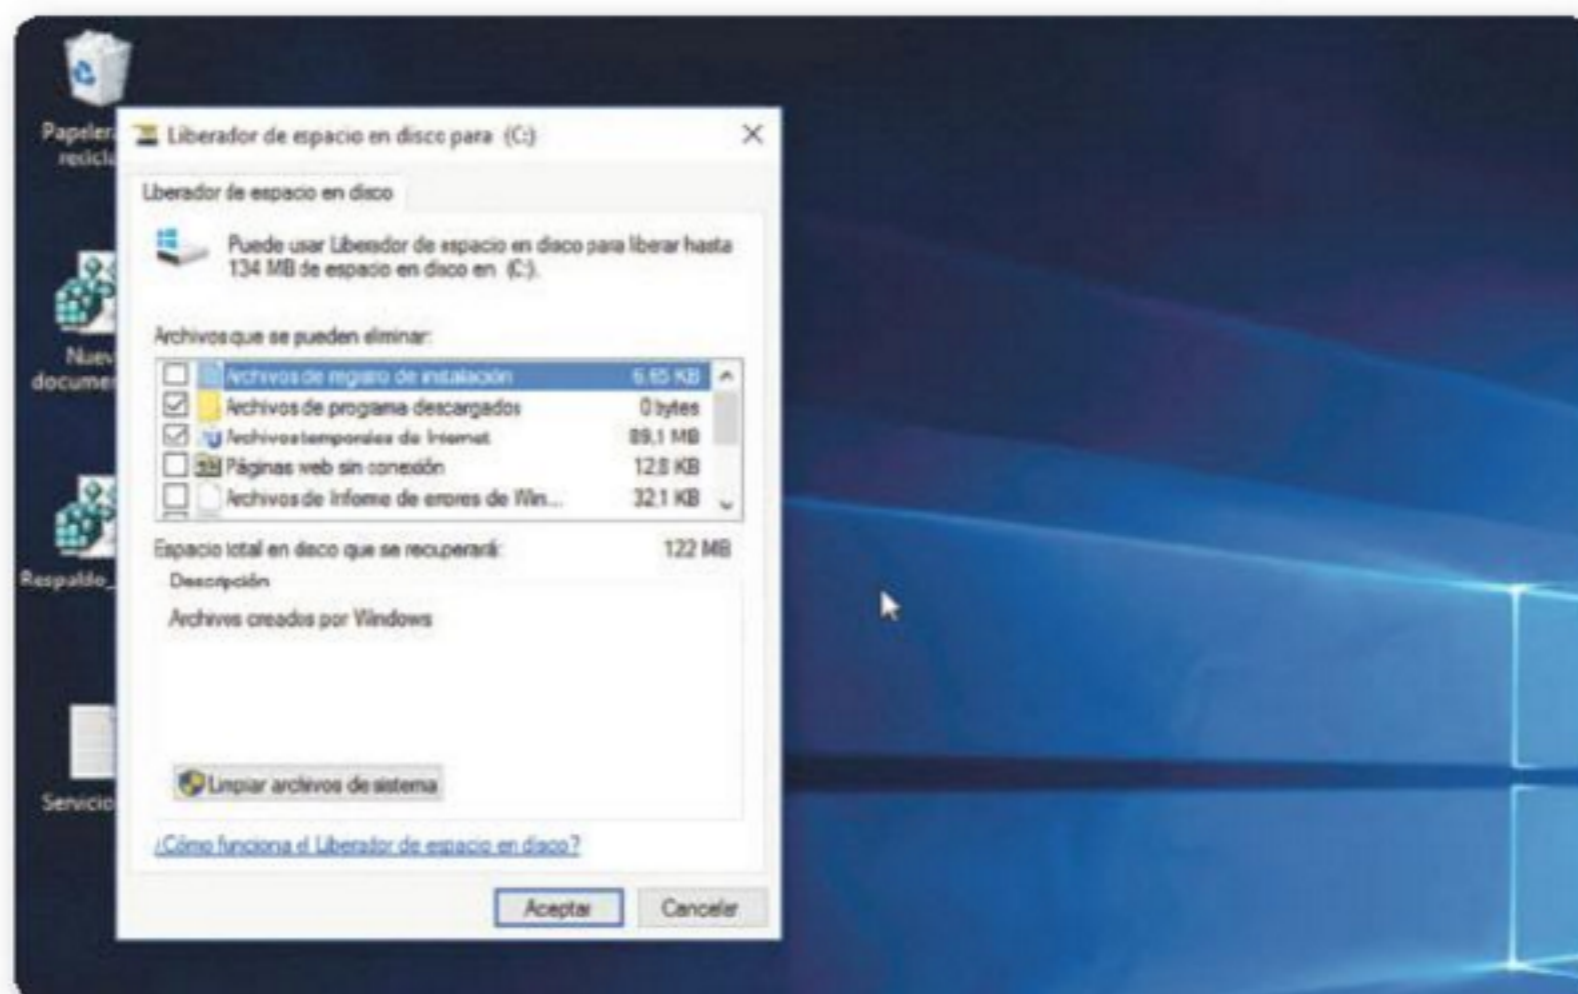 Papeler
recicla
Liberador de espacio en disco para (C:)
Liberador de espacio en disco
Puede usar Liberador de espacio en disco para liberar hasta
134 MB de espacio en disco en (C:).
Archivos que se pueden eliminar:
Archivos de registro de instalación 6.65 KB
Archivos de programa descargados 0 bytes
Archivos temporales de Internet 89,1 MB
Páginas web sin conexión 12.8 KB
Archivos de Informe de errores de Win... 32.1 KB
Espacio total en disco que se recuperará: 122 MB
Descripción
Archivos creados por Windows
Limpiar archivos de sistema
¿Cómo funciona el Liberador de espacio en disco?
Aceptar Cancelar
Nuev
docume
Respaldo_
Servicio